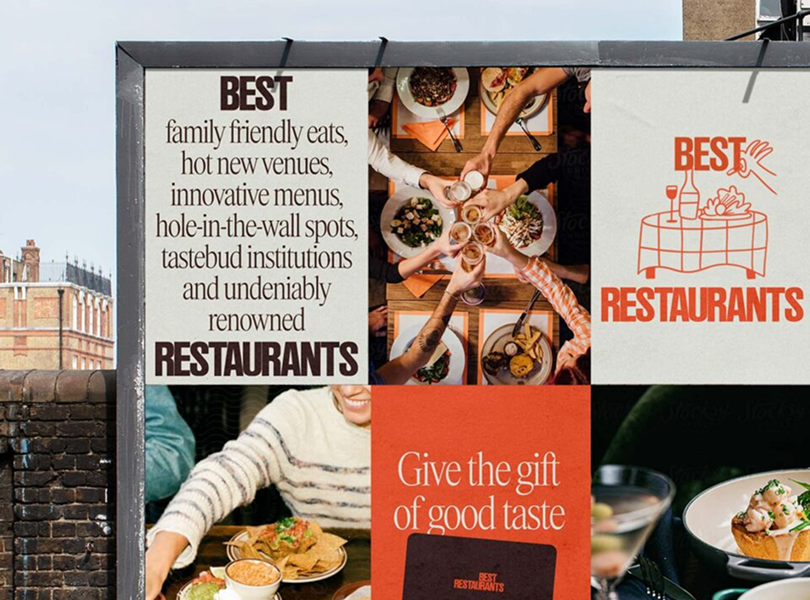 BEST
family friendly eats,
hot new venues,
innovative menus,
hole-in-the-wall spots,
tastebud institutions
and undeniably
renowned
RESTAURANTS
BEST
RESTAURANTS
Give the gift
of good taste
BEST
RESTAURANTS